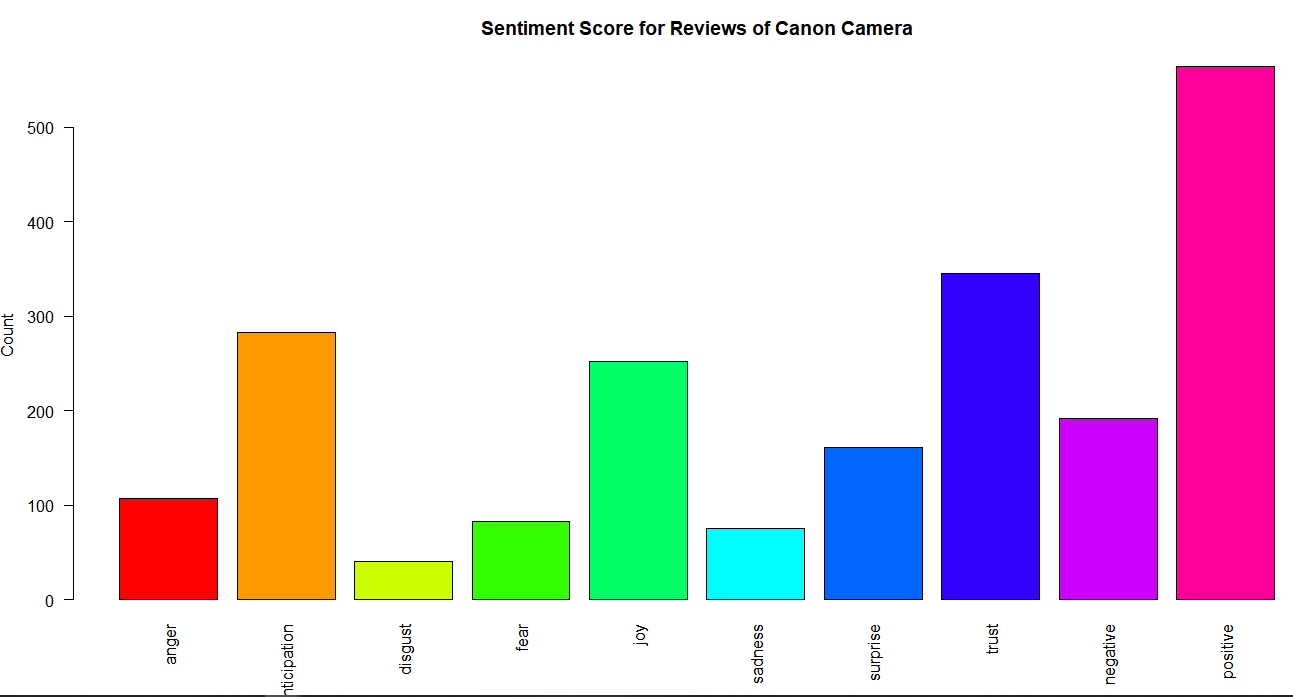 Sentiment Score for Reviews of Canon Camera
Count
500
400
300
200
100
0
anger
nticipation
disgust
fear
joy
sadness
surprise
trust
negative
positive